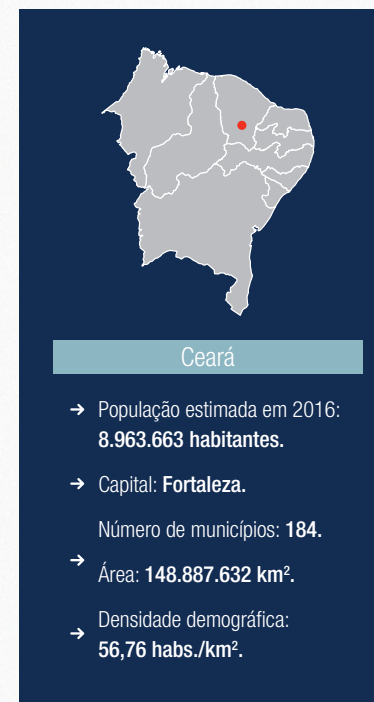 Ceará
→ População estimada em 2016:
8.963.663 habitantes.
→ Capital: Fortaleza.
Número de municípios: 184.
→ Área: 148.887.632 km².
→ Densidade demográfica:
56,76 habs./km².